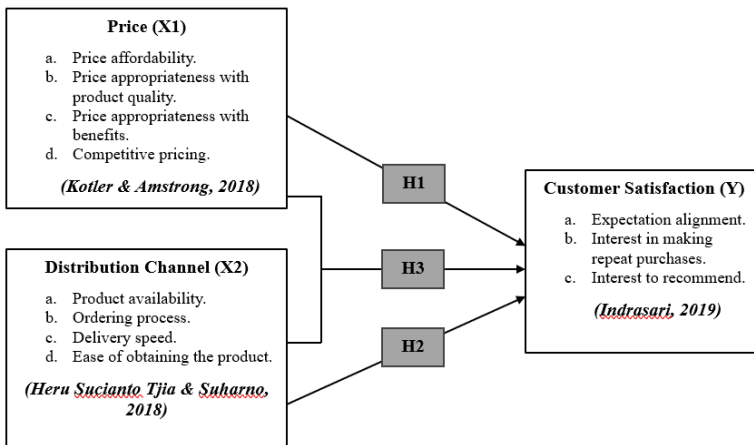 Price (X1)
a. Price affordability.
b. Price appropriateness with
product quality.
c. Price appropriateness with
benefits.
d. Competitive pricing.
(Kotler & Amstrong, 2018)
H1
Customer Satisfaction (Y)
a. Expectation alignment.
b. Interest in making
repeat purchases.
c. Interest to recommend.
(Indrasari, 2019)
H3
Distribution Channel (X2)
a. Product availability.
b. Ordering process.
c. Delivery speed.
d. Ease of obtaining the product.
(Heru Sucianto Tjia & Suharno,
2018)
H2